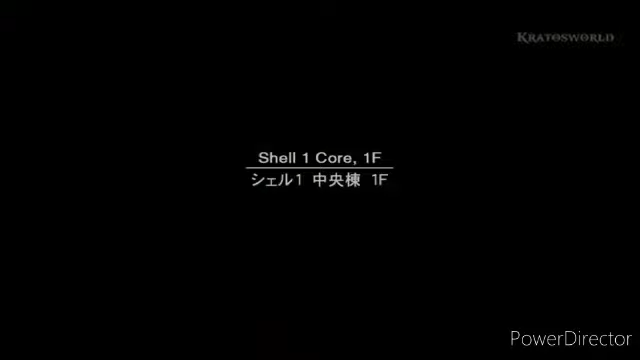 KRATOSWORLD
Shell 1 Core, 1F
シェル1 中央棟 1F
PowerDirector